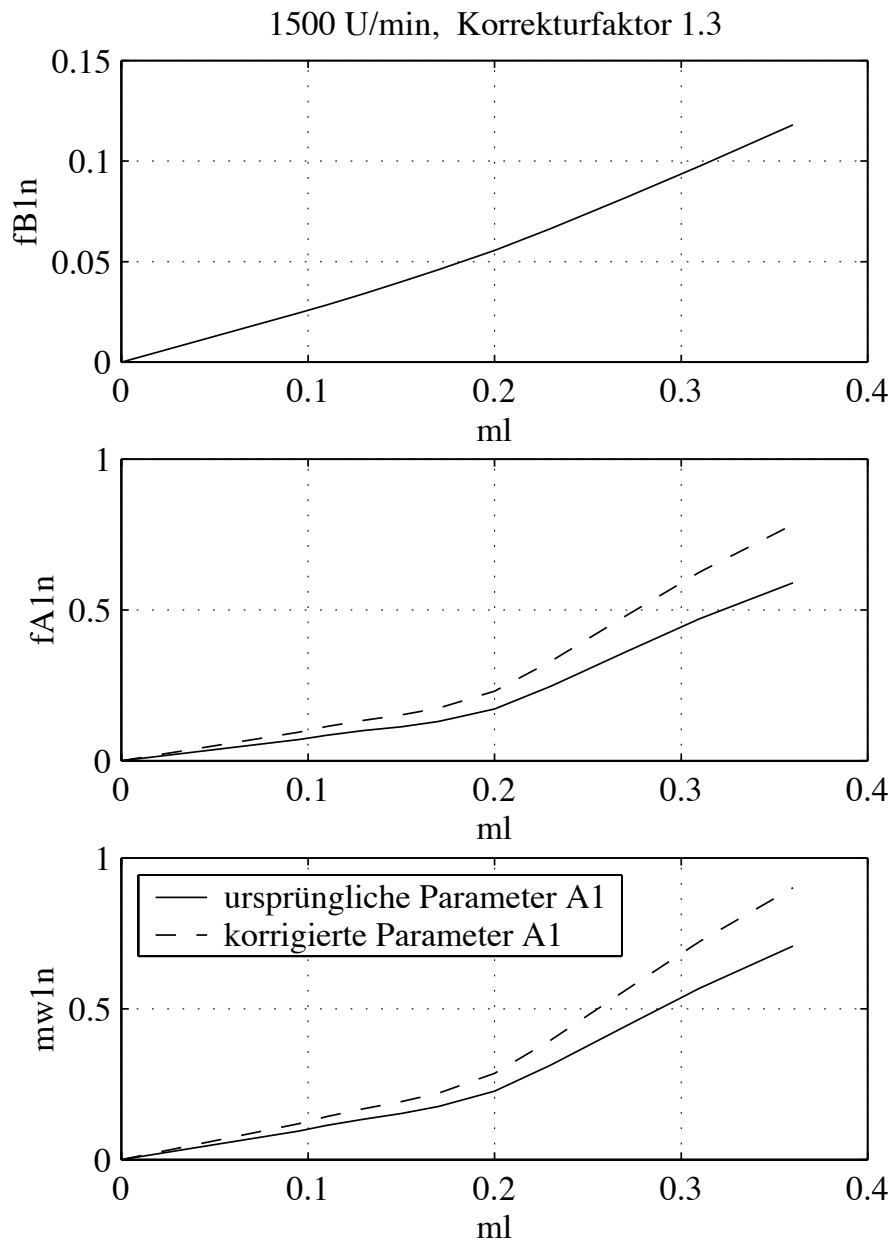 1500 U/min, Korrekturfaktor 1.3
0.15
0.1
0.05
0
fB1n
0 0.1 0.2 0.3 0.4
ml
1
0.5
0
fA1n
0 0.1 0.2 0.3 0.4
ml
1
0.5
0
mw1n
ursprüngliche Parameter A1
korrigierte Parameter A1
0 0.1 0.2 0.3 0.4
ml